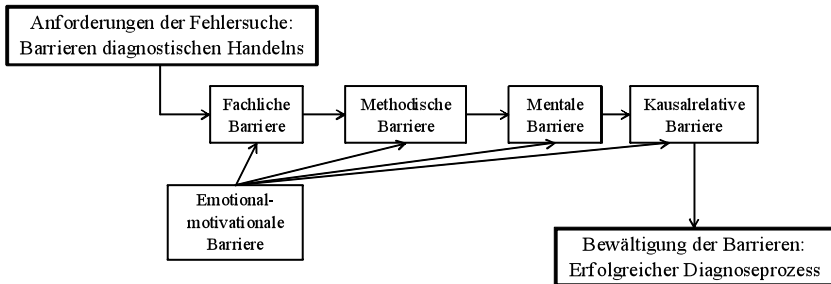 Anforderungen der Fehlersuche:
Barrieren diagnostischen Handelns
Fachliche
Barriere
Methodische
Barriere
Mentale
Barriere
Kausalrelative
Barriere
Emotional-
motivationale
Barriere
Bewältigung der Barrieren:
Erfolgreicher Diagnoseprozess